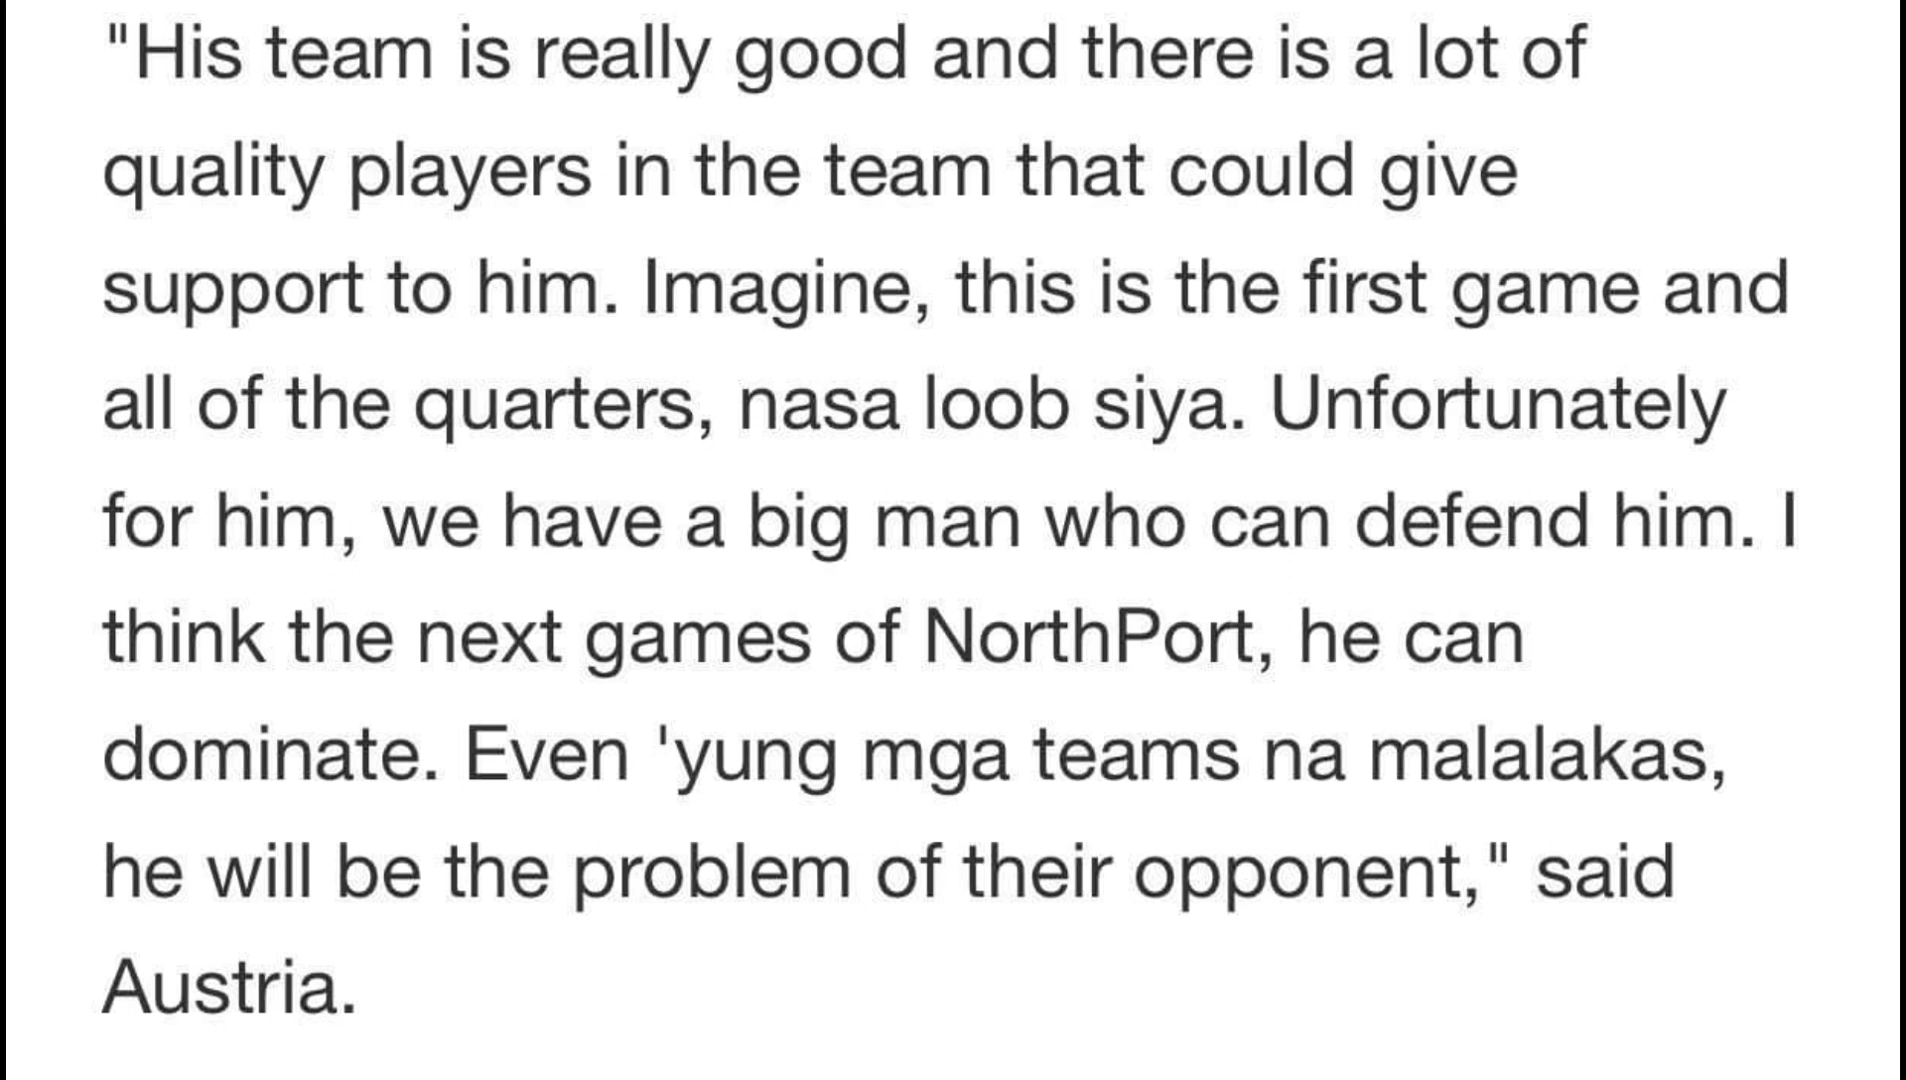 "His team is really good and there is a lot of
quality players in the team that could give
support to him. Imagine, this is the first game and
all of the quarters, nasa loob siya. Unfortunately
for him, we have a big man who can defend him. I
think the next games of NorthPort, he can
dominate. Even 'yung mga teams na malalakas,
he will be the problem of their opponent," said
Austria.